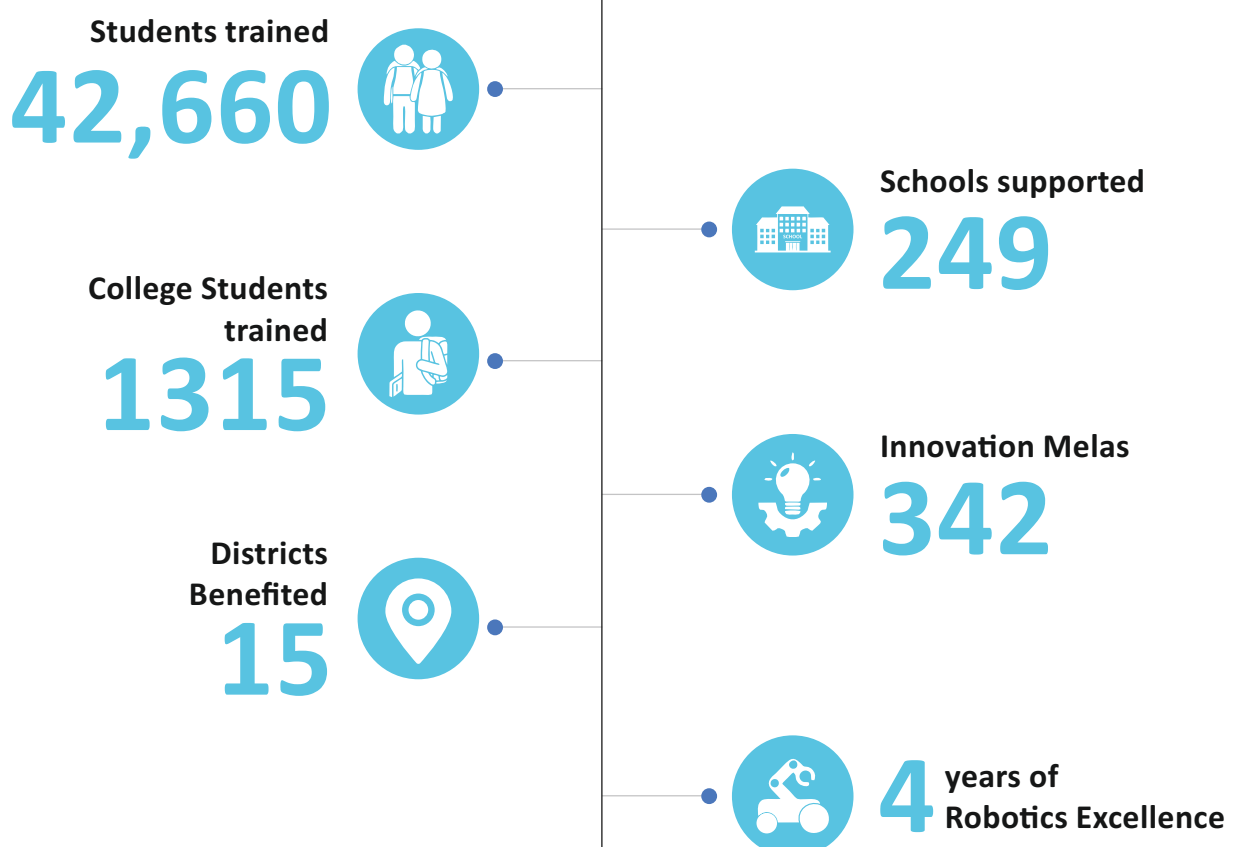 Students trained
42,660
Schools supported
249
SCHOOL
College Students
trained
1315
Innovation Melas
342
Districts
Benefited
15
4 years of
Robotics Excellence